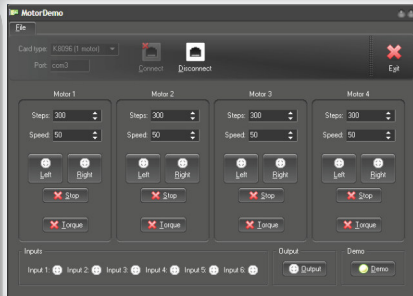 MotorDemo
File
Card type: K8096 (1 motor)
Port: com3
Connect Disconnect Exit
Motor 1 Motor 2 Motor 3 Motor 4
Steps: 300 Steps: 300 Steps: 300 Steps: 300
Speed: 50 Speed: 50 Speed: 50 Speed: 50
Left Right Left Right Left Right Left Right
Stop Stop Stop Stop
Torque Torque Torque Torque
Inputs Output Demo
Input 1: Input 2: Input 3: Input 4: Input 5: Input 6: Output Demo